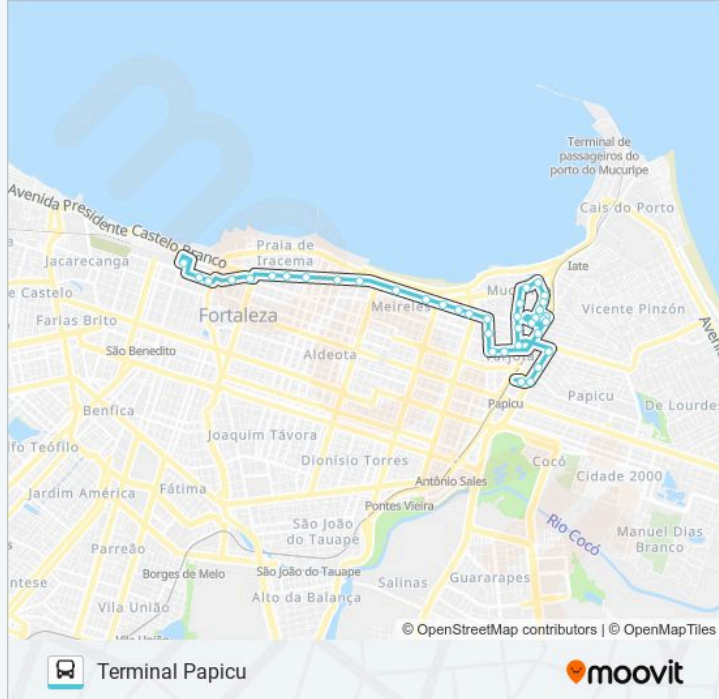 Terminal de
passageiros do
porto do Mucuripe
Cais do Porto
Avenida Presidente Castelo Branco
Praia de
Iracema
Jacarecanga
Iate
e Castelo
Meireles
Vicente Pinzón
Farias Brito
Fortaleza
São Benedito
Aldeota
Papicu
Papicu
De Lourdes
Benfica
Joaquim Távora
Cocó
fo Teófilo
Dionísio Torres
Cidade 2000
Antônio Sales
Jardim América
Fátima
Pontes Vieira
São João
do Tauape
Rio Cocó
Manuel Dias
Branco
Parreão
Borges de Melo
São João do Tauape
Salinas
Guararapes
ntese
Alto da Balança
Vila União
© OpenStreetMap contributors | © OpenMapTiles
Terminal Papicu
moovit